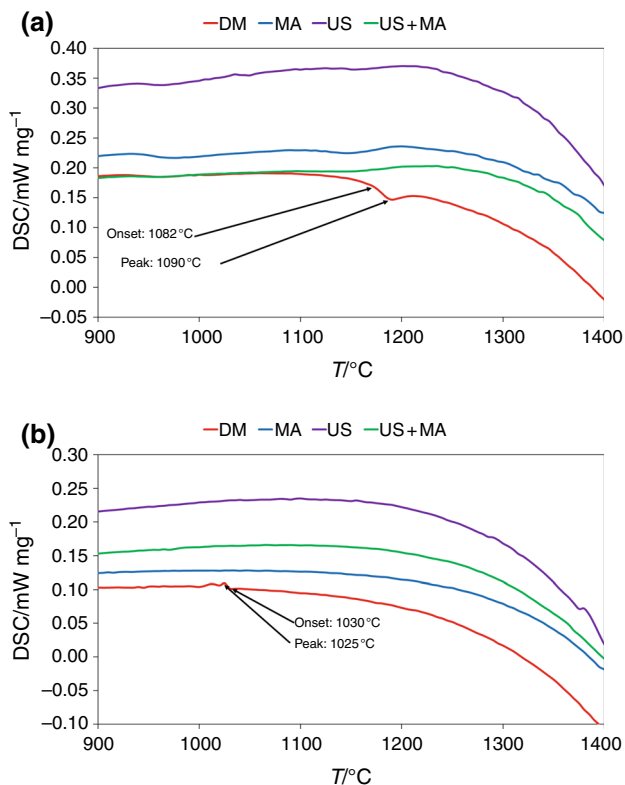 (a)
DM MA US US + MA
0.40
0.35
0.30
0.25
0.20
0.15
0.10
0.05
0.00
−0.05
DSC/mW mg⁻¹
Onset: 1082 °C
Peak: 1090 °C
900 1000 1100 1200 1300 1400
T/°C
(b)
DM MA US US + MA
0.30
0.25
0.20
0.15
0.10
0.05
0.00
−0.05
−0.10
DSC/mW mg⁻¹
Onset: 1030 °C
Peak: 1025 °C
900 1000 1100 1200 1300 1400
T/°C